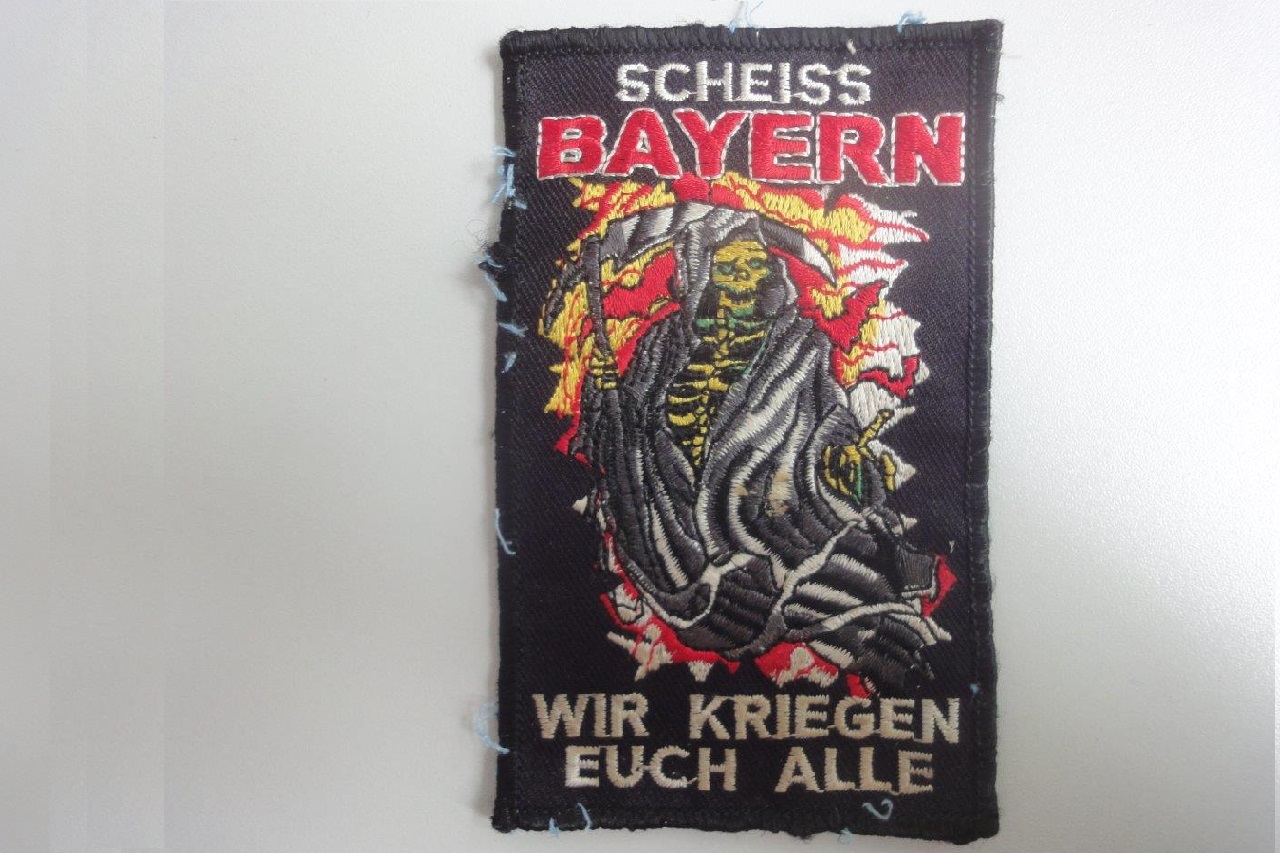 SCHEISS
BAYERN
WIR KRIEGEN
EUCH ALLE